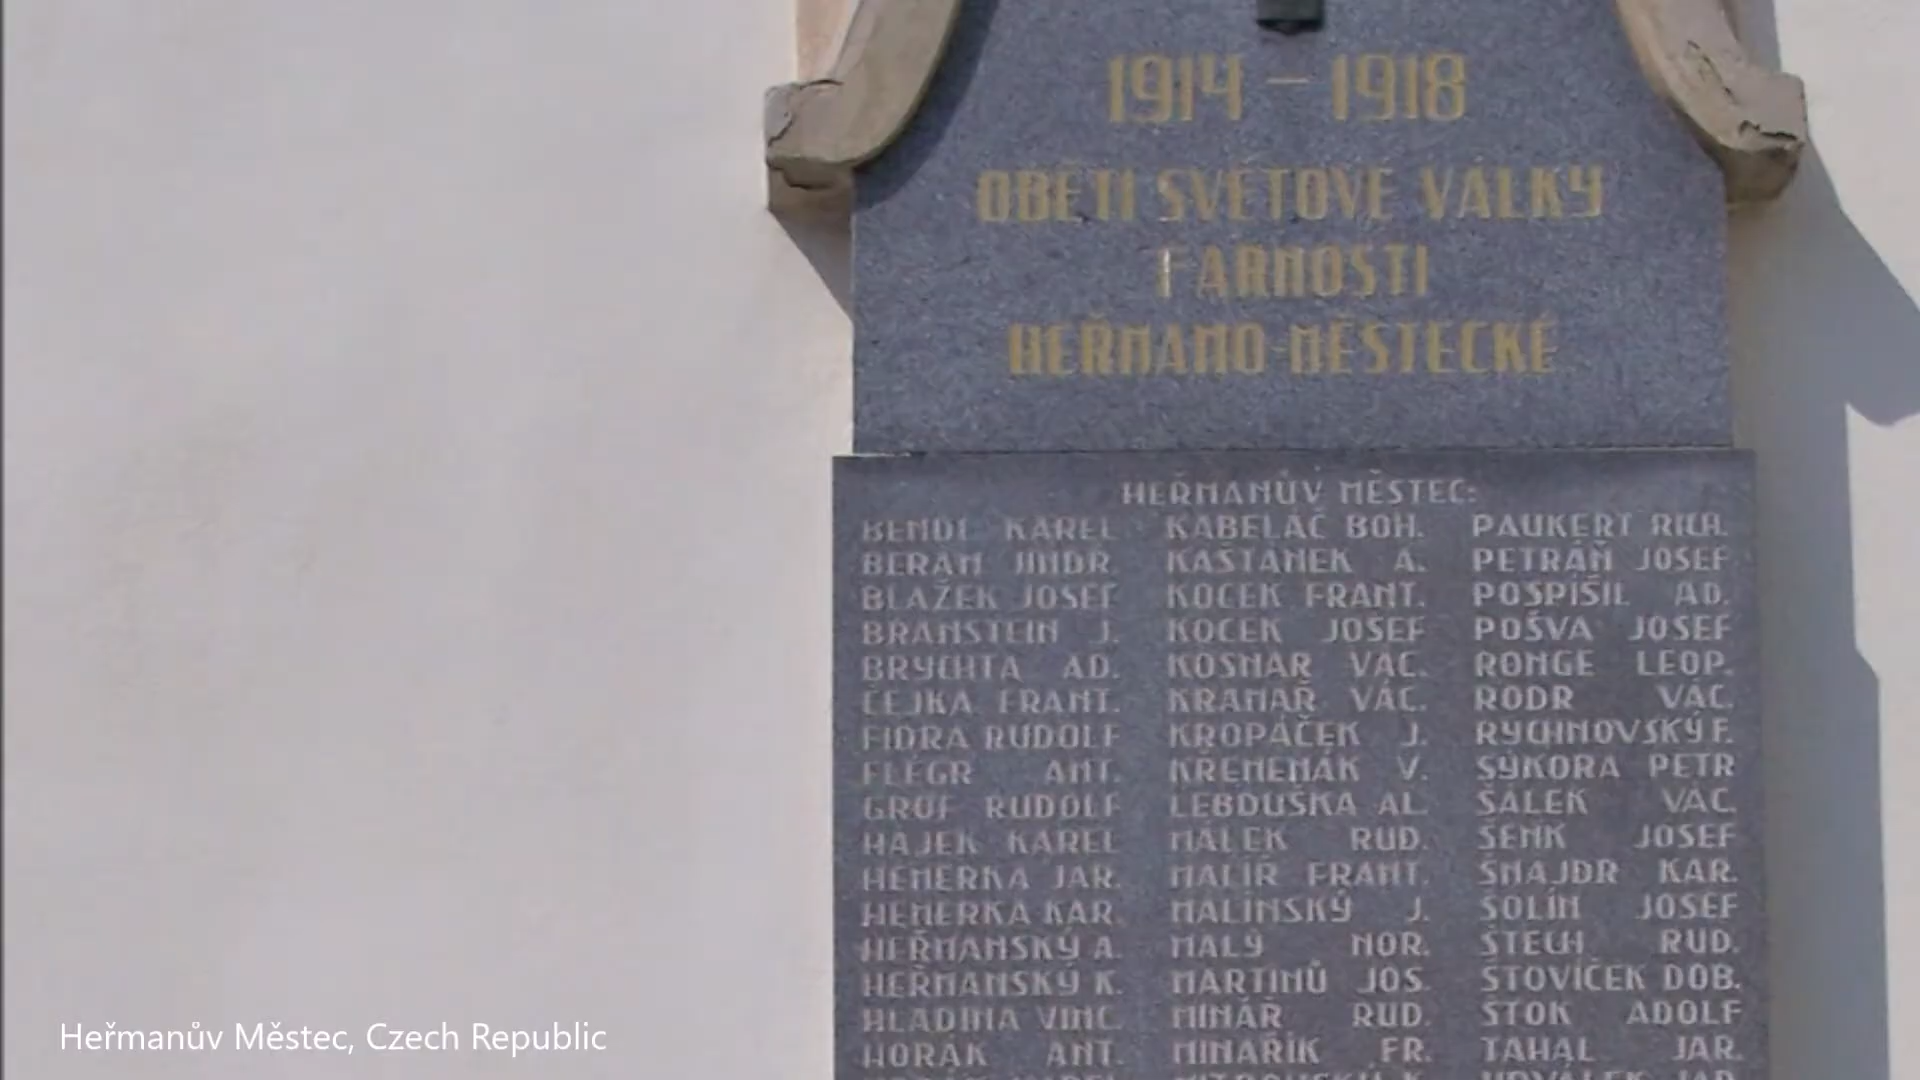 1914 – 1918
OBĚTI SVĚTOVÉ VÁLKY
FARNOSTI
HEŘMANO-MĚSTECKÉ
HEŘMANŮV MĚSTEC:
BENDL KAREL KABELÁČ BOH. PAUKERT RICH.
BERAN JINDŘ. KAŠTANEK A. PETRÁŇ JOSEF
BLAŽEK JOSEF KOCEK FRANT. POSPÍŠIL AD.
BRANSTEIN J. KOCEK JOSEF POŠVA JOSEF
BRYCHTA AD. KOSNAR VÁC. RONGE LEOP.
ČEJKA FRANT. KRAMAŘ VÁC. RODR VÁC.
FIDRA RUDOLF KROPÁČEK J. RYCHNOVSKÝ F.
FLÉGR ANT. KŘEMENÁK V. SÝKORA PETR
GROF RUDOLF LEBDUŠKA AL. ŠÁLEK VÁC.
HÁJEK KAREL MÁLEK RUD. ŠENK JOSEF
HEMERKA JAR. MALÍŘ FRANT. ŠNAJDR KAR.
HEMERKA KAR. MALINSKÝ J. ŠOLÍN JOSEF
HEŘMANSKÝ A. MALÝ NOR. ŠTECH RUD.
HEŘMANSKÝ K. MARTINŮ JOS. ŠTOVÍČEK DOB.
HLADINA VINC. MINÁŘ RUD. ŠTOK ADOLF
HORÁK ANT. MINAŘÍK FR. TAHAL JAR.
Heřmanův Městec, Czech Republic